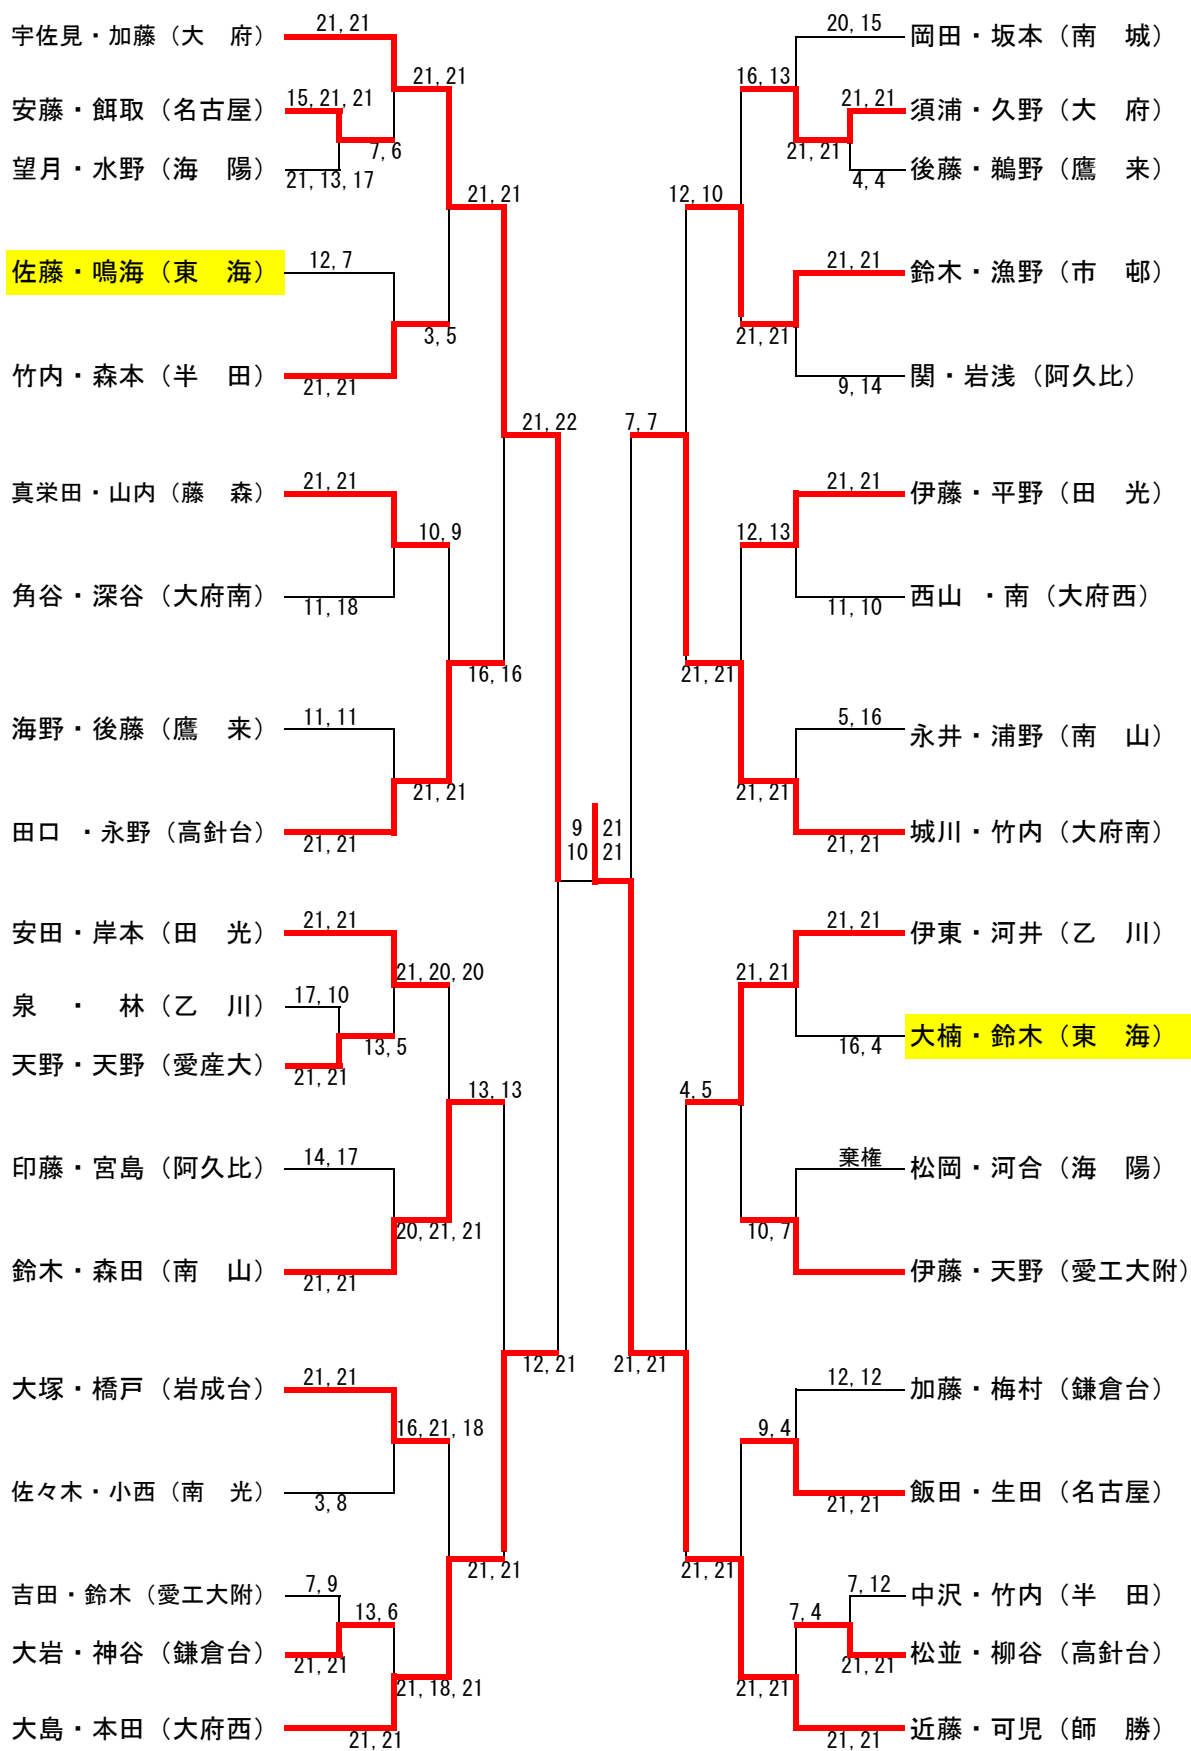 宇佐見・加藤（大　府） 21, 21 20, 15 岡田・坂本（南　城）
21, 21 16, 13
安藤・餌取（名古屋） 15, 21, 21 21, 21 須浦・久野（大　府）
7, 6 21, 21
望月・水野（海　陽） 21, 13, 17 4, 4 後藤・鵜野（鷹　来）
21, 21 12, 10
佐藤・鳴海（東　海） 12, 7 21, 21 鈴木・漁野（市　邨）
3, 5 21, 21
竹内・森本（半　田） 21, 21 9, 14 関・岩浅（阿久比）
21, 22 7, 7
真栄田・山内（藤　森） 21, 21 21, 21 伊藤・平野（田　光）
10, 9 12, 13
角谷・深谷（大府南） 11, 18 11, 10 西山　・南（大府西）
16, 16 21, 21
海野・後藤（鷹　来） 11, 11 5, 16 永井・浦野（南　山）
21, 21 21, 21
田口　・永野（高針台） 21, 21 21, 21 城川・竹内（大府南）
9 21
10 21
安田・岸本（田　光） 21, 21 21, 21 伊東・河井（乙　川）
21, 20, 20 21, 21
泉　・　林（乙　川） 17, 10
13, 5 16, 4 大楠・鈴木（東　海）
天野・天野（愛産大） 21, 21
13, 13 4, 5
印藤・宮島（阿久比） 14, 17 棄権 松岡・河合（海　陽）
20, 21, 21 10, 7
鈴木・森田（南　山） 21, 21 伊藤・天野（愛工大附）
12, 21 21, 21
大塚・橋戸（岩成台） 21, 21 12, 12 加藤・梅村（鎌倉台）
16, 21, 18 9, 4
佐々木・小西（南　光） 3, 8 21, 21 飯田・生田（名古屋）
21, 21 21, 21
吉田・鈴木（愛工大附） 7, 9 7, 12 中沢・竹内（半　田）
13, 6 7, 4
大岩・神谷（鎌倉台） 21, 21 21, 21 松並・柳谷（高針台）
21, 18, 21 21, 21
大島・本田（大府西） 21, 21 21, 21 近藤・可児（師　勝）